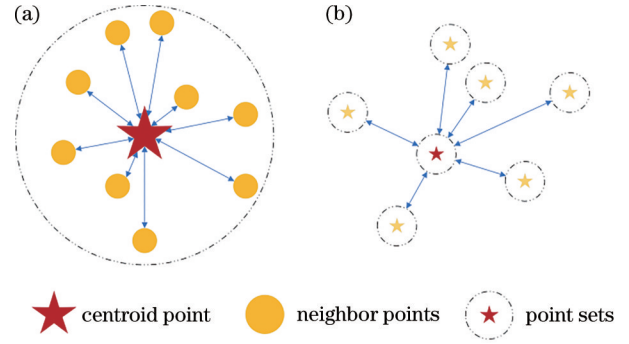 (a)
(b)
centroid point
neighbor points
point sets